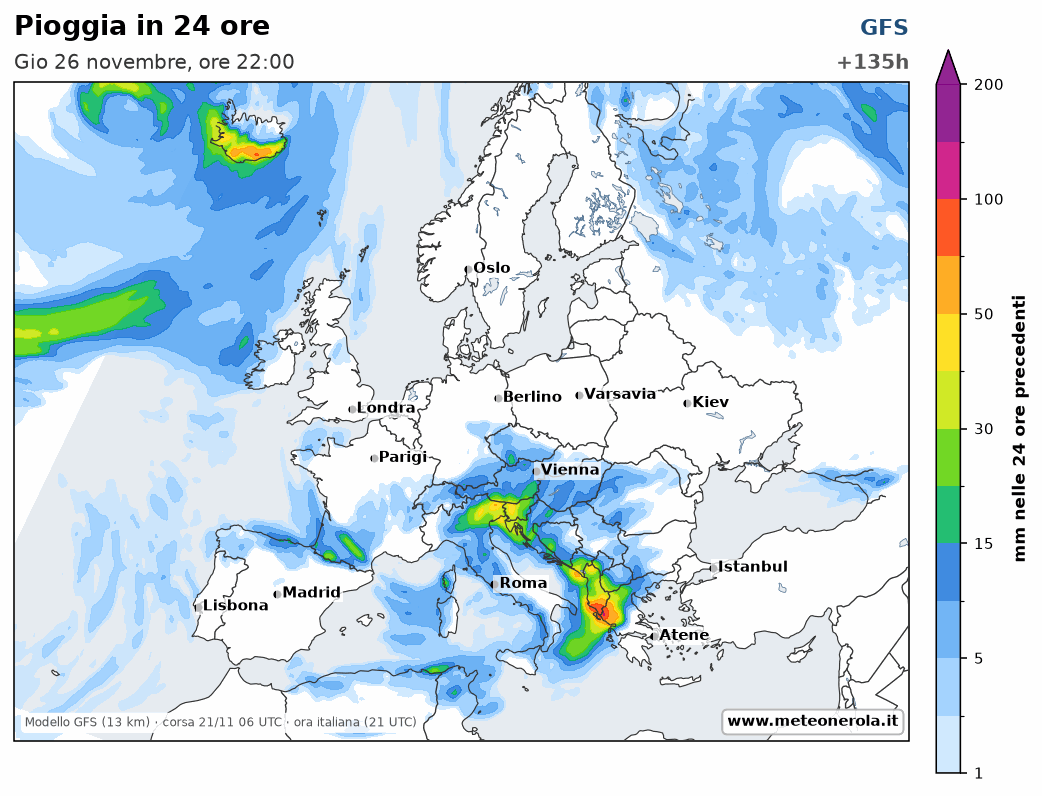 Pioggia in 24 ore
GFS
Gio 26 novembre, ore 22:00
+135h
200
100
50
30
15
5
1
mm nelle 24 ore precedenti
Oslo
Berlino
Varsavia
Kiev
Londra
Parigi
Vienna
Istanbul
Roma
Madrid
Lisbona
Atene
Modello GFS (13 km) · corsa 21/11 06 UTC · ora italiana (21 UTC)
www.meteonerola.it